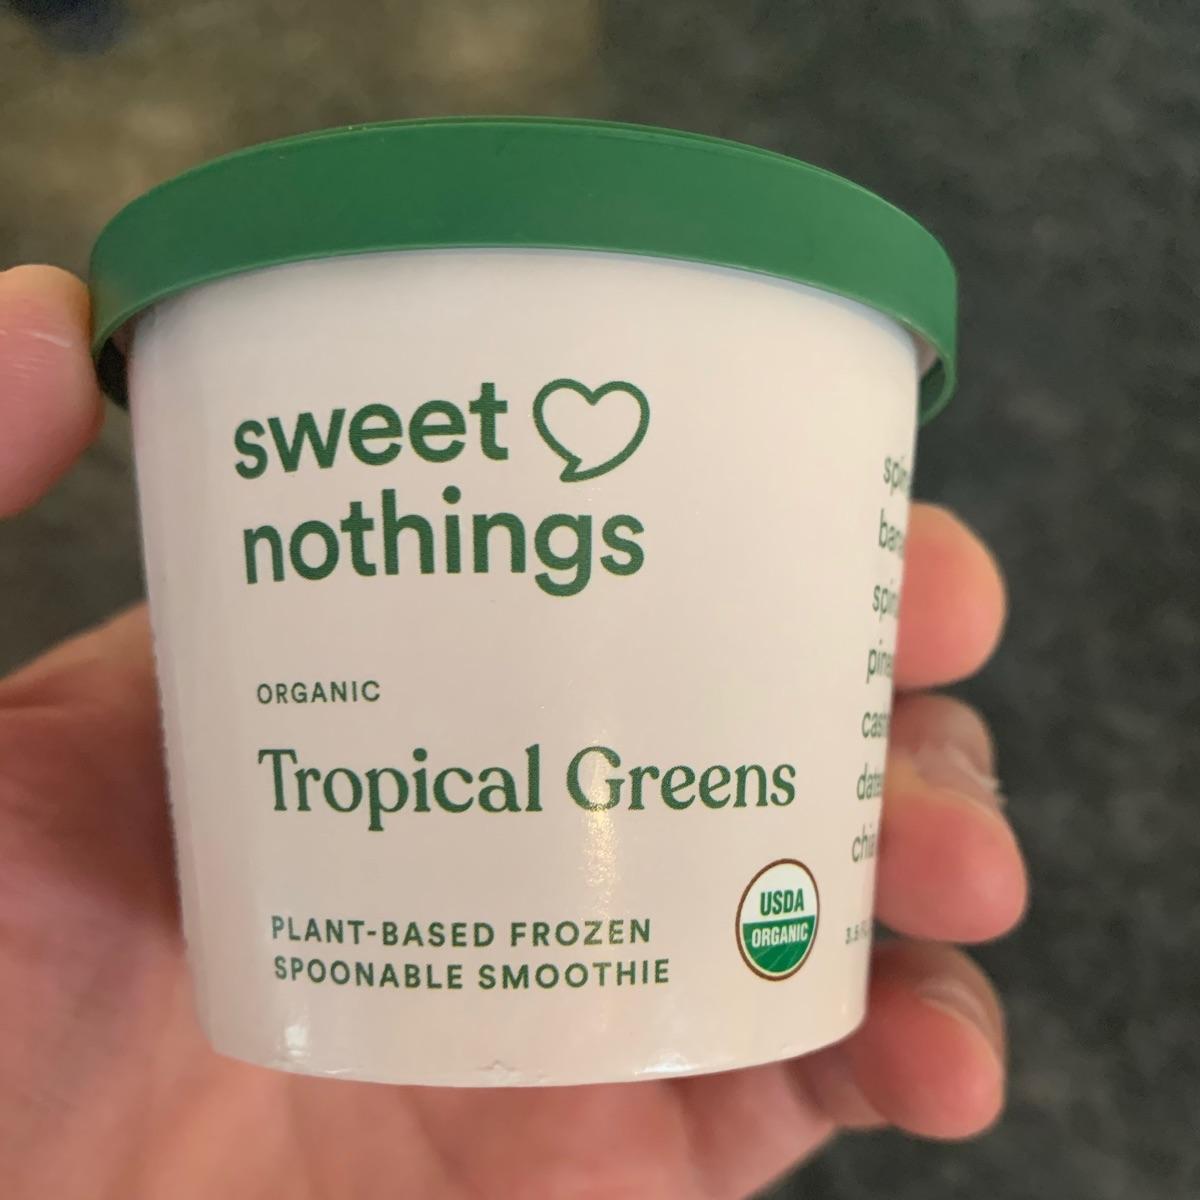 sweet
nothings
ORGANIC
Tropical Greens
PLANT-BASED FROZEN
SPOONABLE SMOOTHIE
USDA
ORGANIC